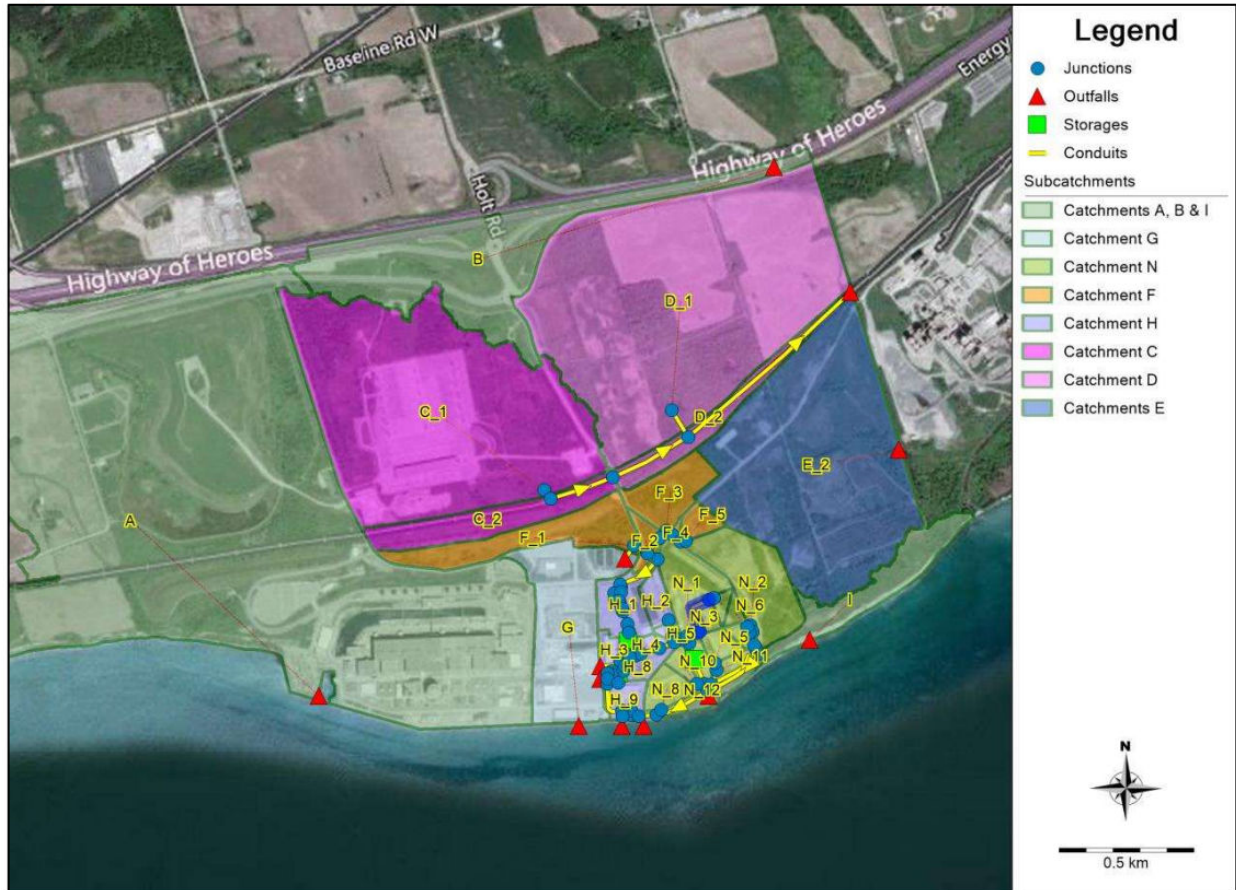 Baseline Rd W
Energy
Highway of Heroes
Holt Rd
Highway of Heroes
B
D_1
C_1
D_2
E_2
A
C_2
F_3
F_5
F_1
F_4
F_2
N_1
N_2
I
H_1
H_2
N_3
N_6
G
H_3
H_4
H_5
N_5
H_8
N_10
N_11
H_9
N_8
N_12
Legend
Junctions
Outfalls
Storages
Conduits
Subcatchments
Catchments A, B & I
Catchment G
Catchment N
Catchment F
Catchment H
Catchment C
Catchment D
Catchments E
N
0.5 km